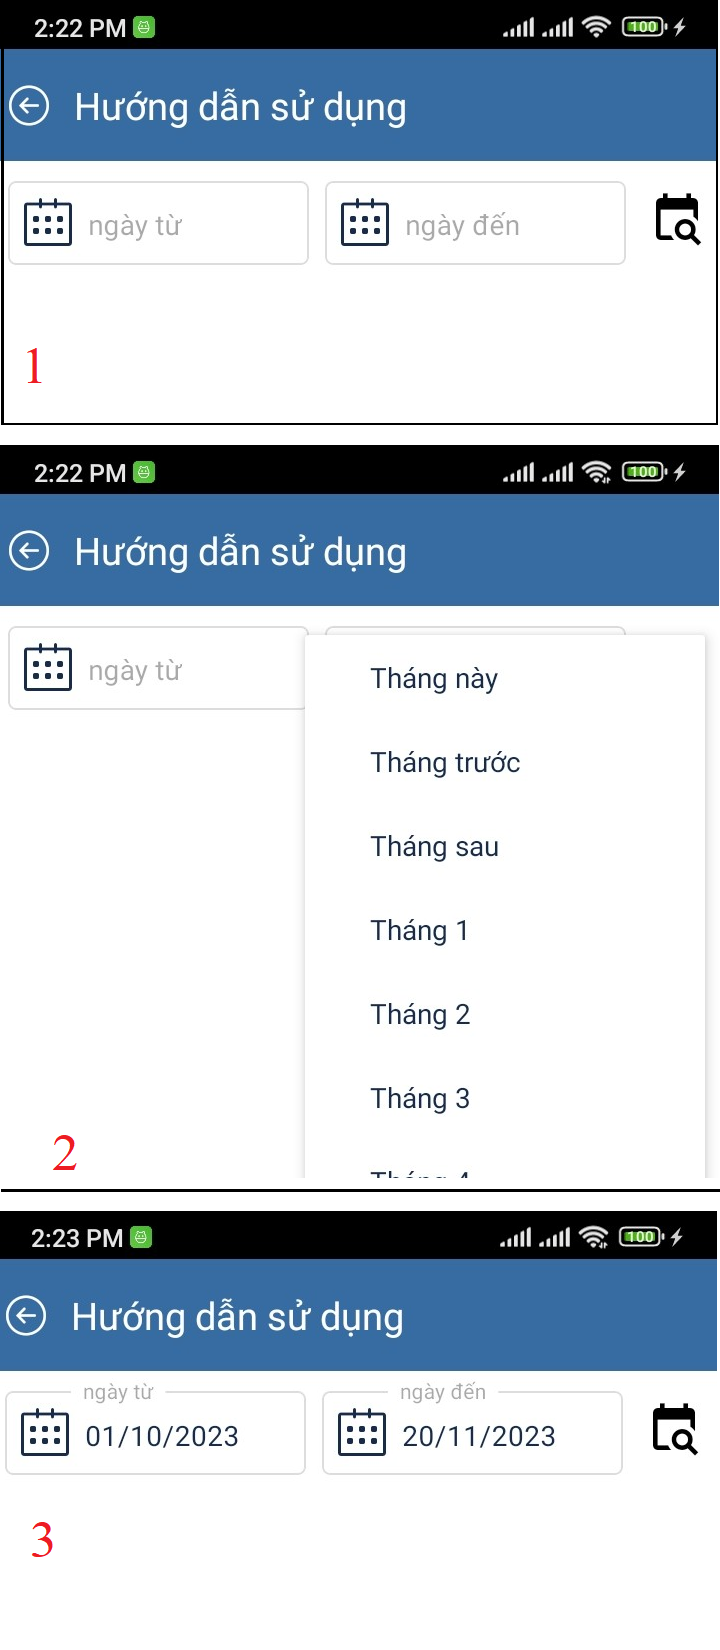 2:22 PM 100
Hướng dẫn sử dụng
ngày từ ngày đến
1
2:22 PM 100
Hướng dẫn sử dụng
ngày từ
Tháng này
Tháng trước
Tháng sau
Tháng 1
Tháng 2
Tháng 3
Tháng 4
2
2:23 PM 100
Hướng dẫn sử dụng
ngày từ ngày đến
01/10/2023 20/11/2023
3